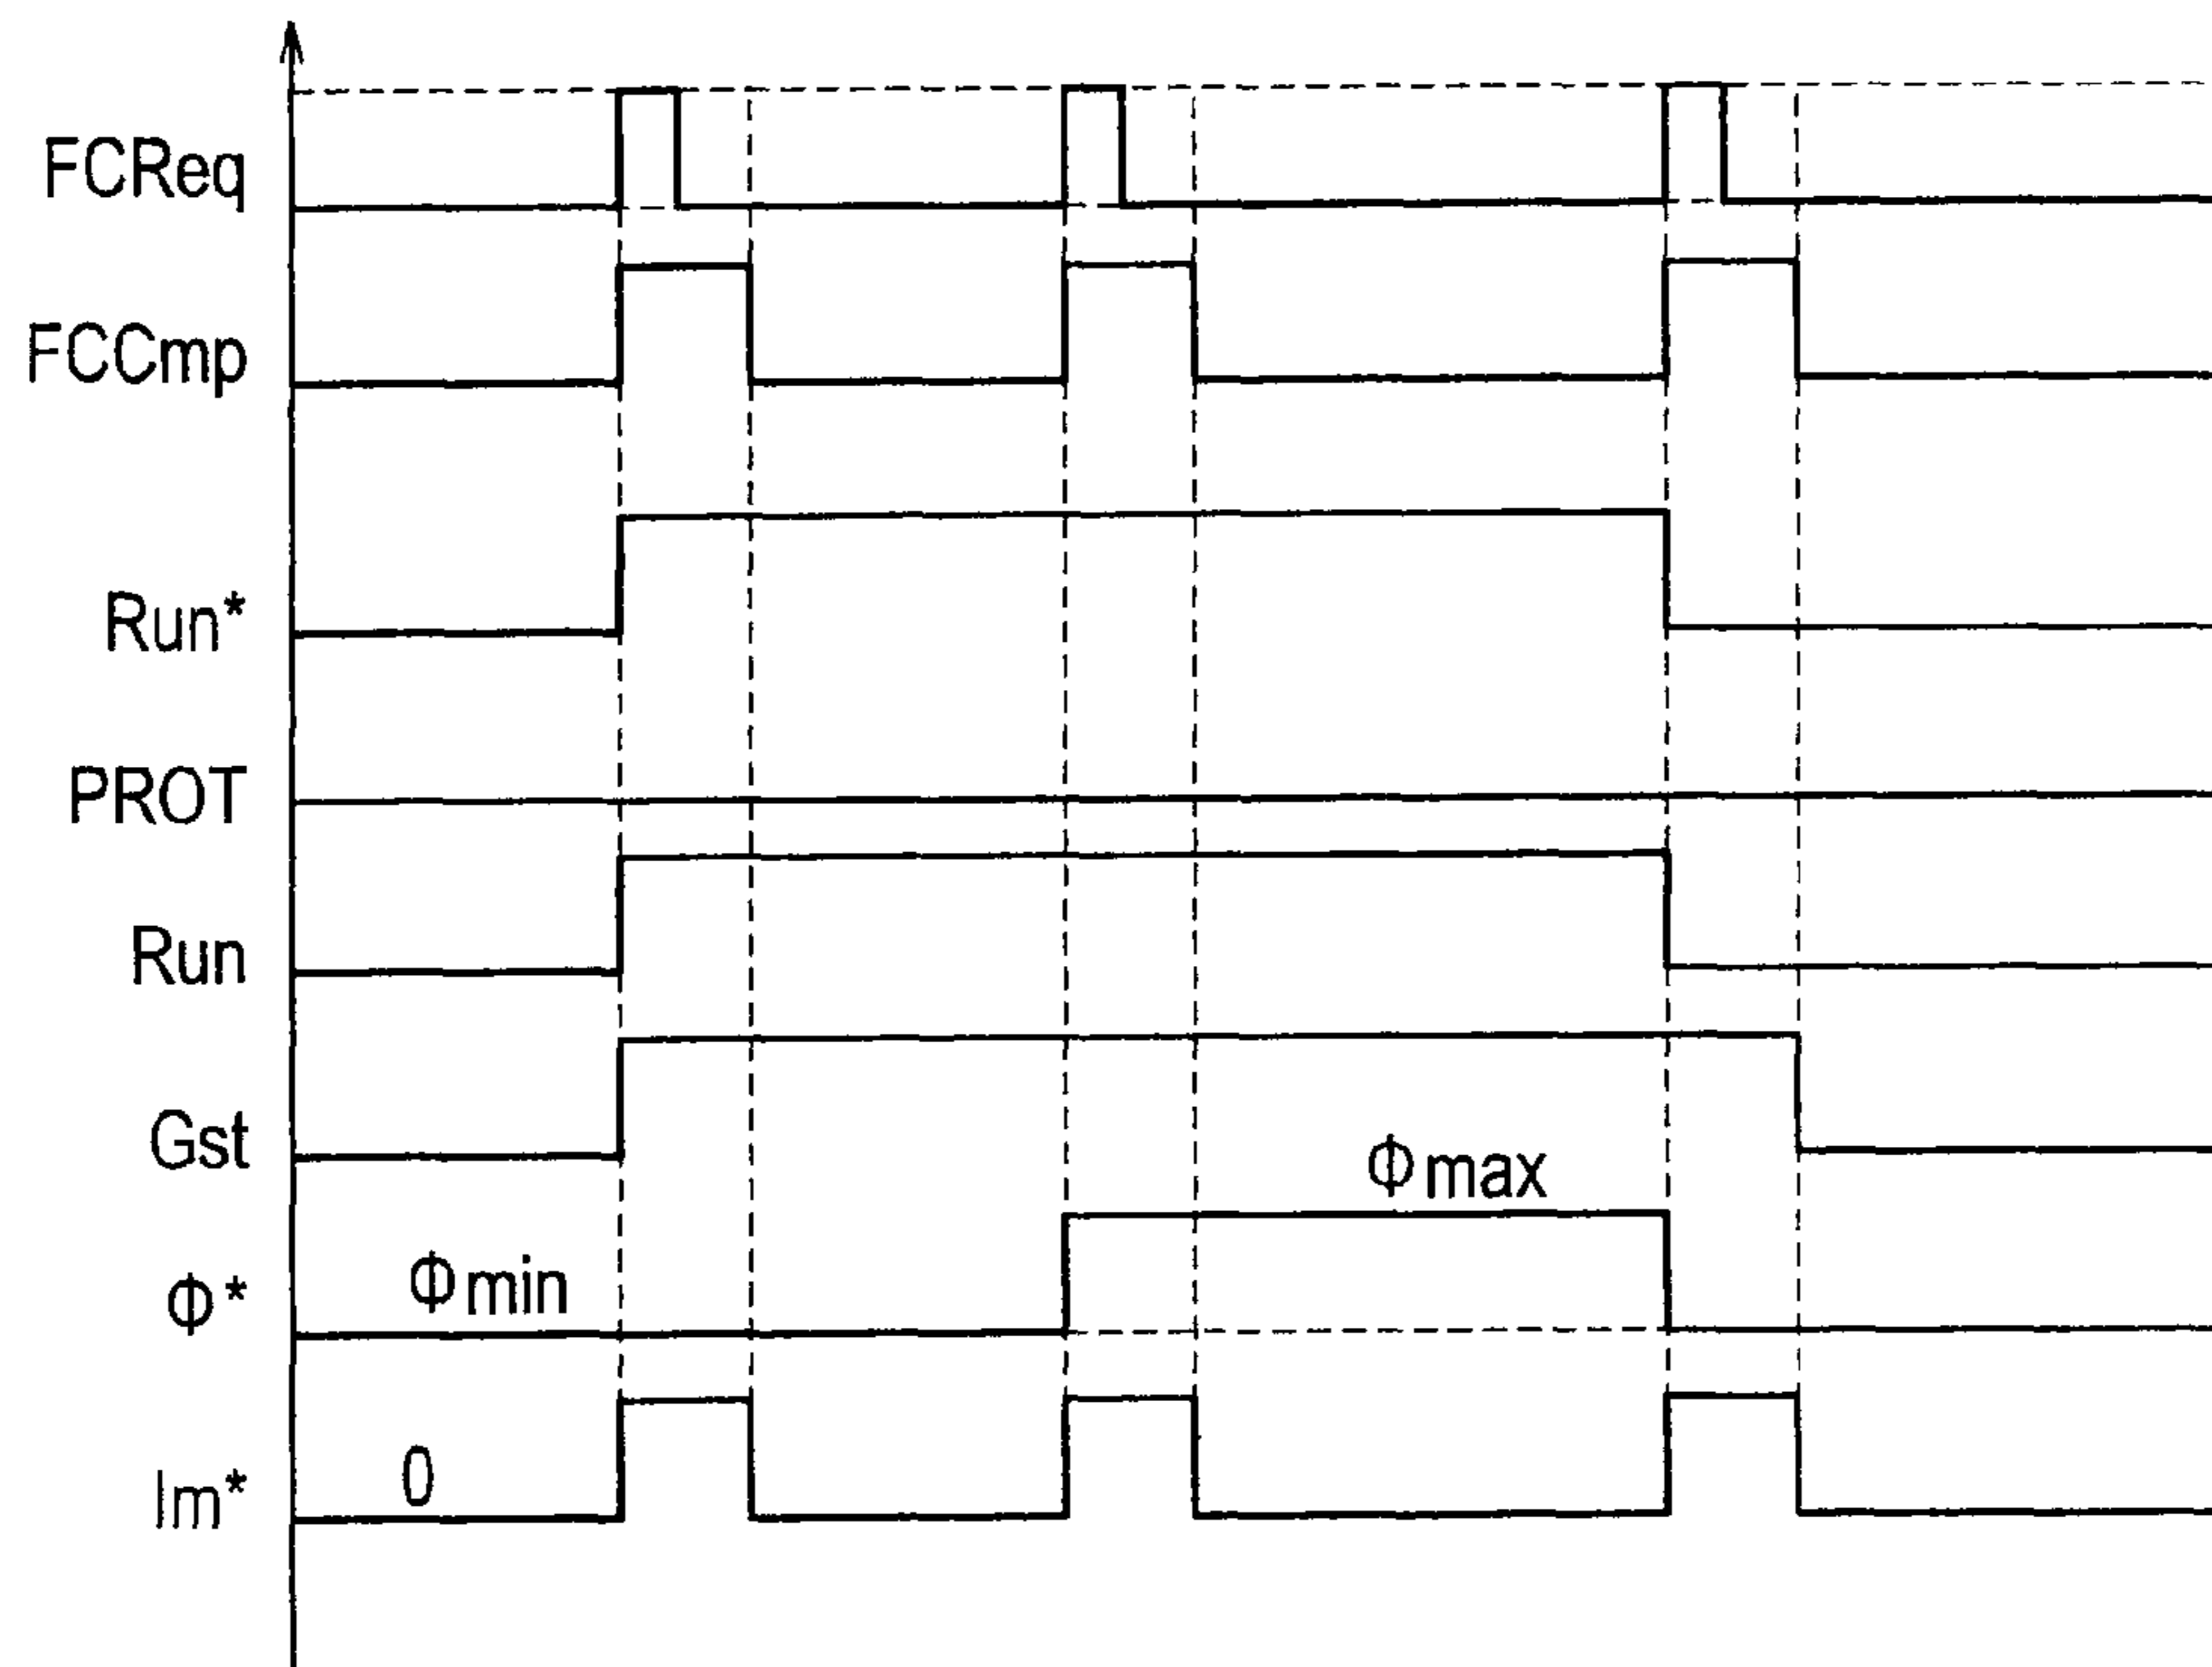 FCReq
FCCmp
Run*
PROT
Run
Gst
Φmax
Φmin
Φ*
0
Im*